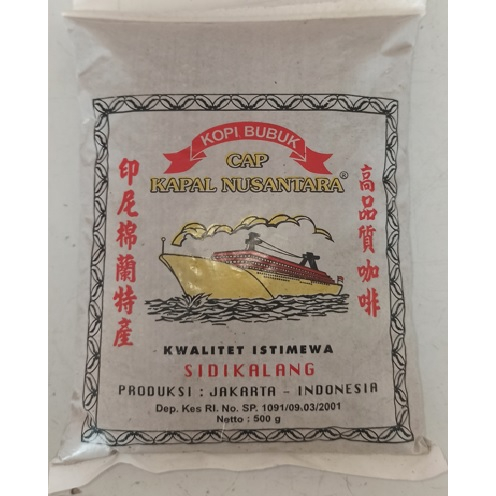 KOPI BUBUK
CAP
KAPAL NUSANTARA®
印尼棉蘭特產
高品質咖啡
KWALITET ISTIMEWA
SIDIKALANG
PRODUKSI : JAKARTA - INDONESIA
Dep. Kes RI. No. SP. 1091/09.03/2001
Netto : 500 g